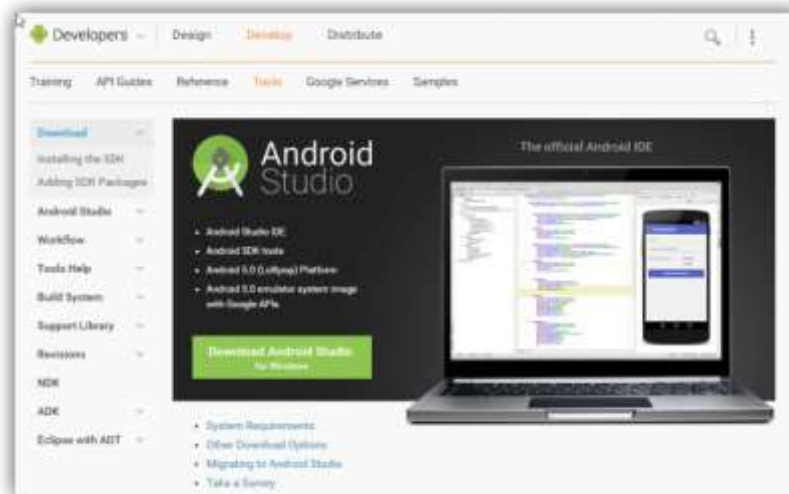 Developers
Design
Develop
Distribute
Training
API Guides
Reference
Tools
Google Services
Samples
Download
Installing the SDK
Adding SDK Packages
Android Studio
Workflow
Tools Help
Build System
Support Library
Revisions
NDK
ADK
Eclipse with ADT
Android
Studio
The official Android IDE
Android Studio IDE
Android SDK tools
Android 5.0 (Lollipop) Platform
Android 5.0 emulator system image
with Google APIs
Download Android Studio
for Windows
System Requirements
Other Download Options
Migrating to Android Studio
Take a Survey